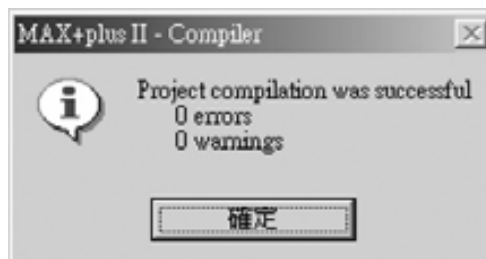 MAX+plus II - Compiler
Project compilation was successful
0 errors
0 warnings
確定